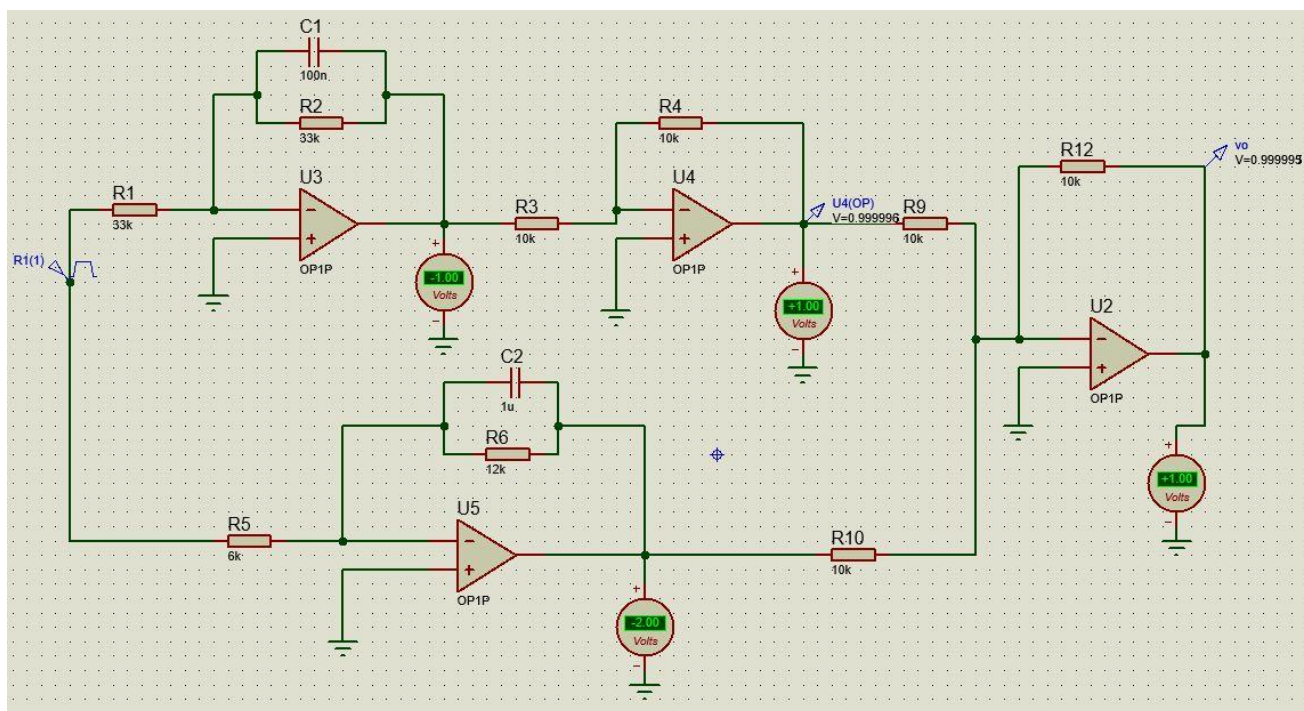 C1
100n
R2
33k
R4
10k
R12
10k
vo
V=0.999995
U3
U4
R1
33k
R3
10k
U4(OP)
V=0.999996
R9
10k
R1(1)
OP1P
OP1P
+
-1.00
Volts
−
+
+1.00
Volts
−
U2
OP1P
C2
1u
R6
12k
+
+1.00
Volts
−
U5
R5
6k
R10
10k
OP1P
+
-2.00
Volts
−